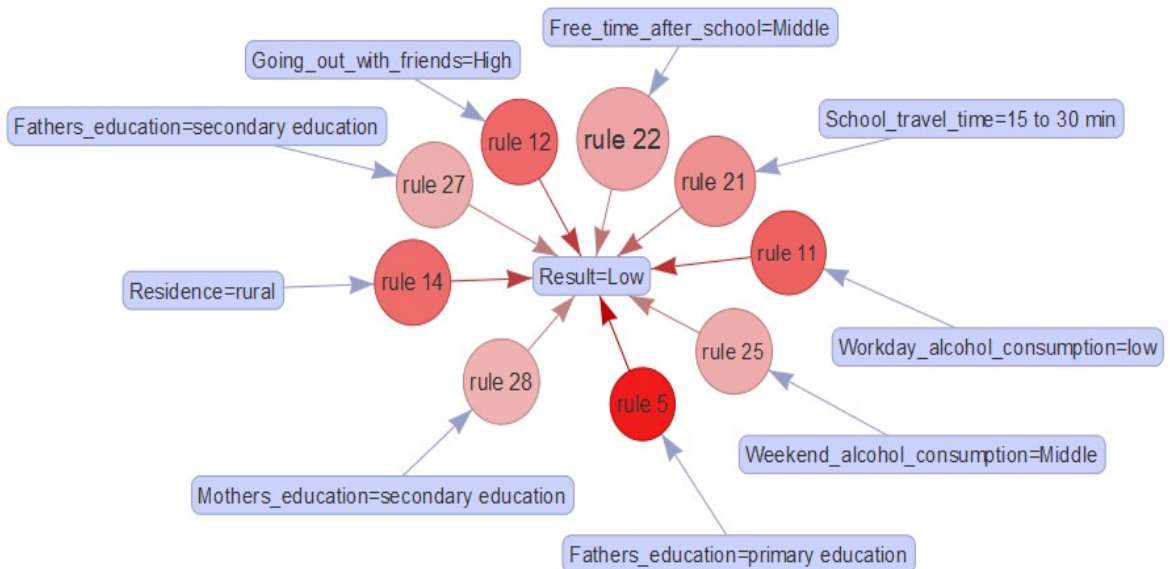 Free_time_after_school=Middle
Going_out_with_friends=High
Fathers_education=secondary education
School_travel_time=15 to 30 min
rule 12
rule 22
rule 27
rule 21
rule 11
Result=Low
rule 14
Residence=rural
rule 25
Workday_alcohol_consumption=low
rule 28
rule 5
Weekend_alcohol_consumption=Middle
Mothers_education=secondary education
Fathers_education=primary education